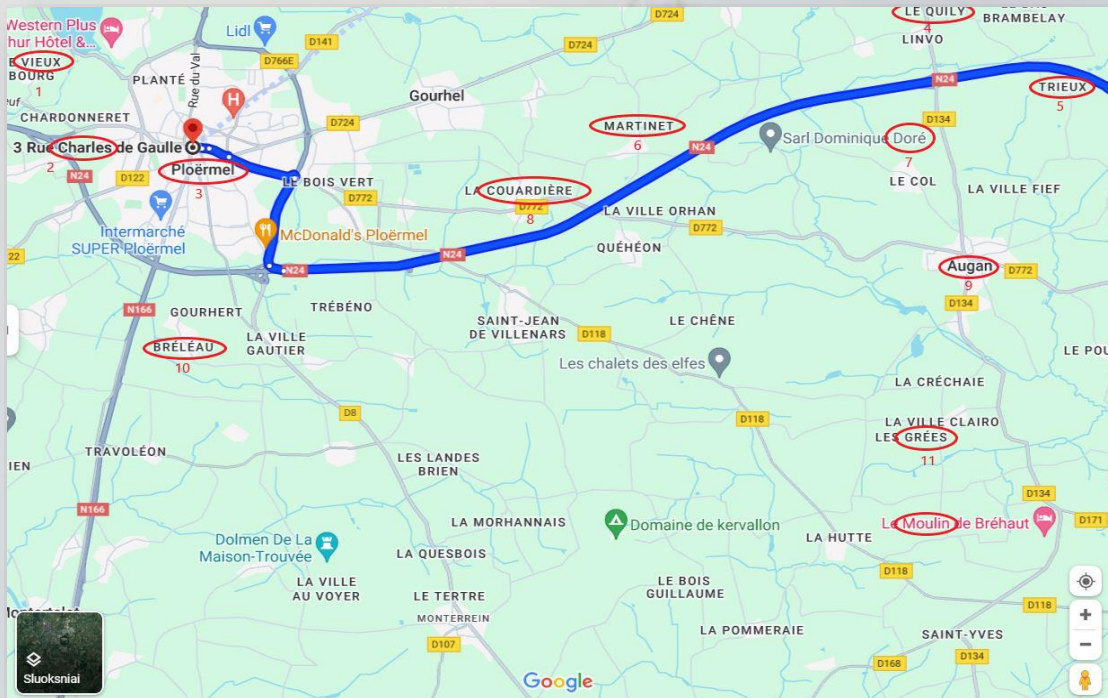 Western Plus
hur Hôtel &...
Lidl
D141
D724
D724
LE QUILY
4
BRAMBELAY
LINVO
VIEUX
BOURG
1
PLANTÉ
Rue du Val
D766E
H
Gourhel
N24
TRIEUX
5
CHARDONNERET
D724
MARTINET
6
D134
Sarl Dominique Doré
7
3 Rue Charles de Gaulle
2
N24
D122
Ploërmel
3
N24
LE BOIS VERT
D772
LA COUARDIÈRE
D772
8
LE COL
LA VILLE FIEF
LA VILLE ORHAN
D772
Intermarché
SUPER Ploërmel
McDonald's Ploërmel
QUÉHÉON
22
N24
N24
Augan
9
D772
N166
GOURHERT
TRÉBÉNO
D134
SAINT-JEAN
DE VILLENARS
D118
LE CHÊNE
BRÉLÉAU
10
LA VILLE
GAUTIER
Les chalets des elfes
LE POU
LA CRÉCHAIE
D8
D118
LA VILLE CLAIRO
LES GRÉES
11
TRAVOLÉON
IEN
LES LANDES
BRIEN
N166
D134
LA MORHANNAIS
Domaine de kervallon
Le Moulin de Bréhaut
D171
LA HUTTE
Dolmen De La
Maison-Trouvée
LA QUESBOIS
D118
LA VILLE
AU VOYER
LE TERTRE
LE BOIS
GUILLAUME
D118
MONTERREIN
LA POMMERAIE
SAINT-YVES
D107
D134
D168
Sluoksniai
Google